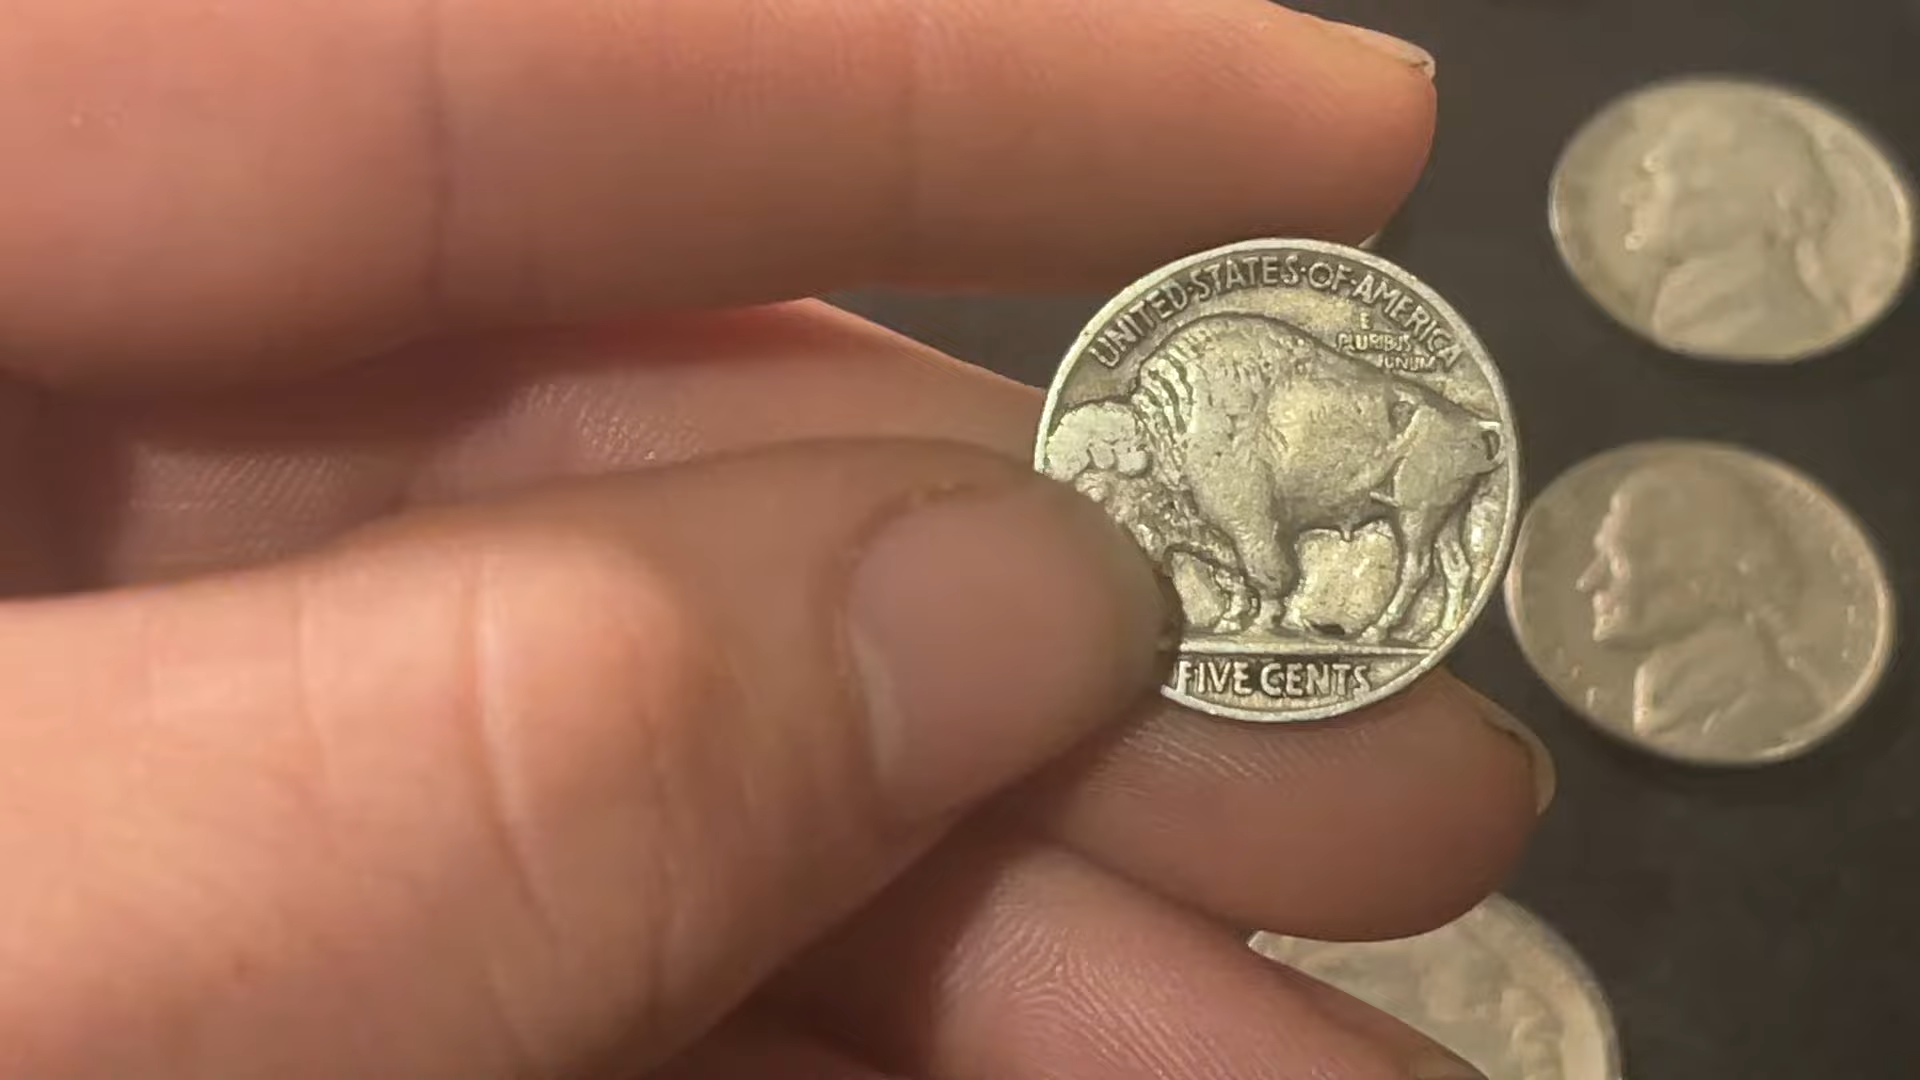 UNITED·STATES·OF·AMERICA
E
PLURIBUS
UNUM
FIVE CENTS